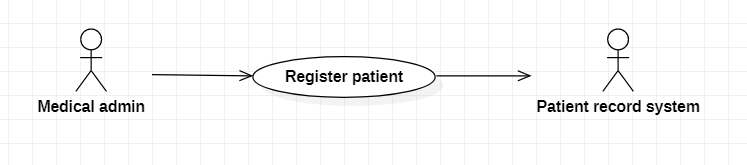 Register patient
Medical admin
Patient record system